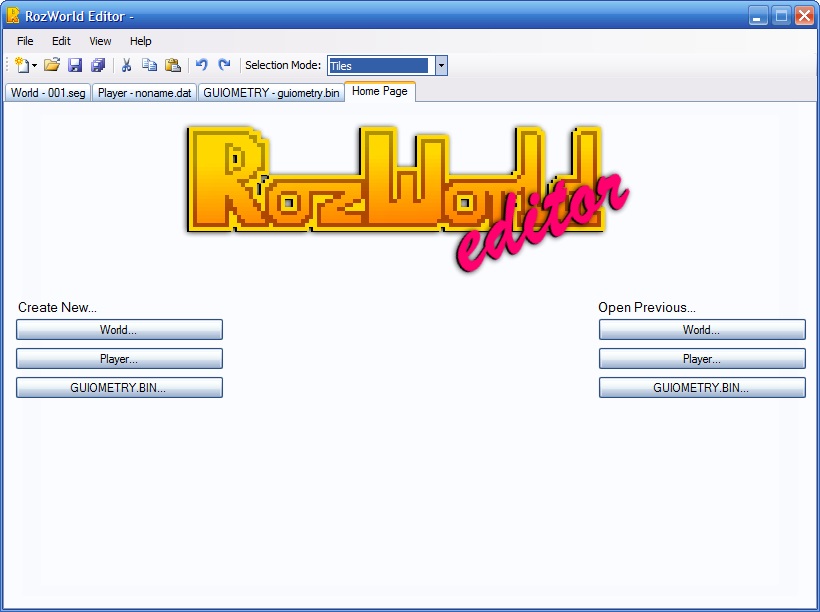 RozWorld Editor -
File Edit View Help
Selection Mode: Tiles
World - 001.seg Player - noname.dat GUIOMETRY - guiometry.bin Home Page
RozWorld
editor
Create New... Open Previous...
World... World...
Player... Player...
GUIOMETRY.BIN... GUIOMETRY.BIN...